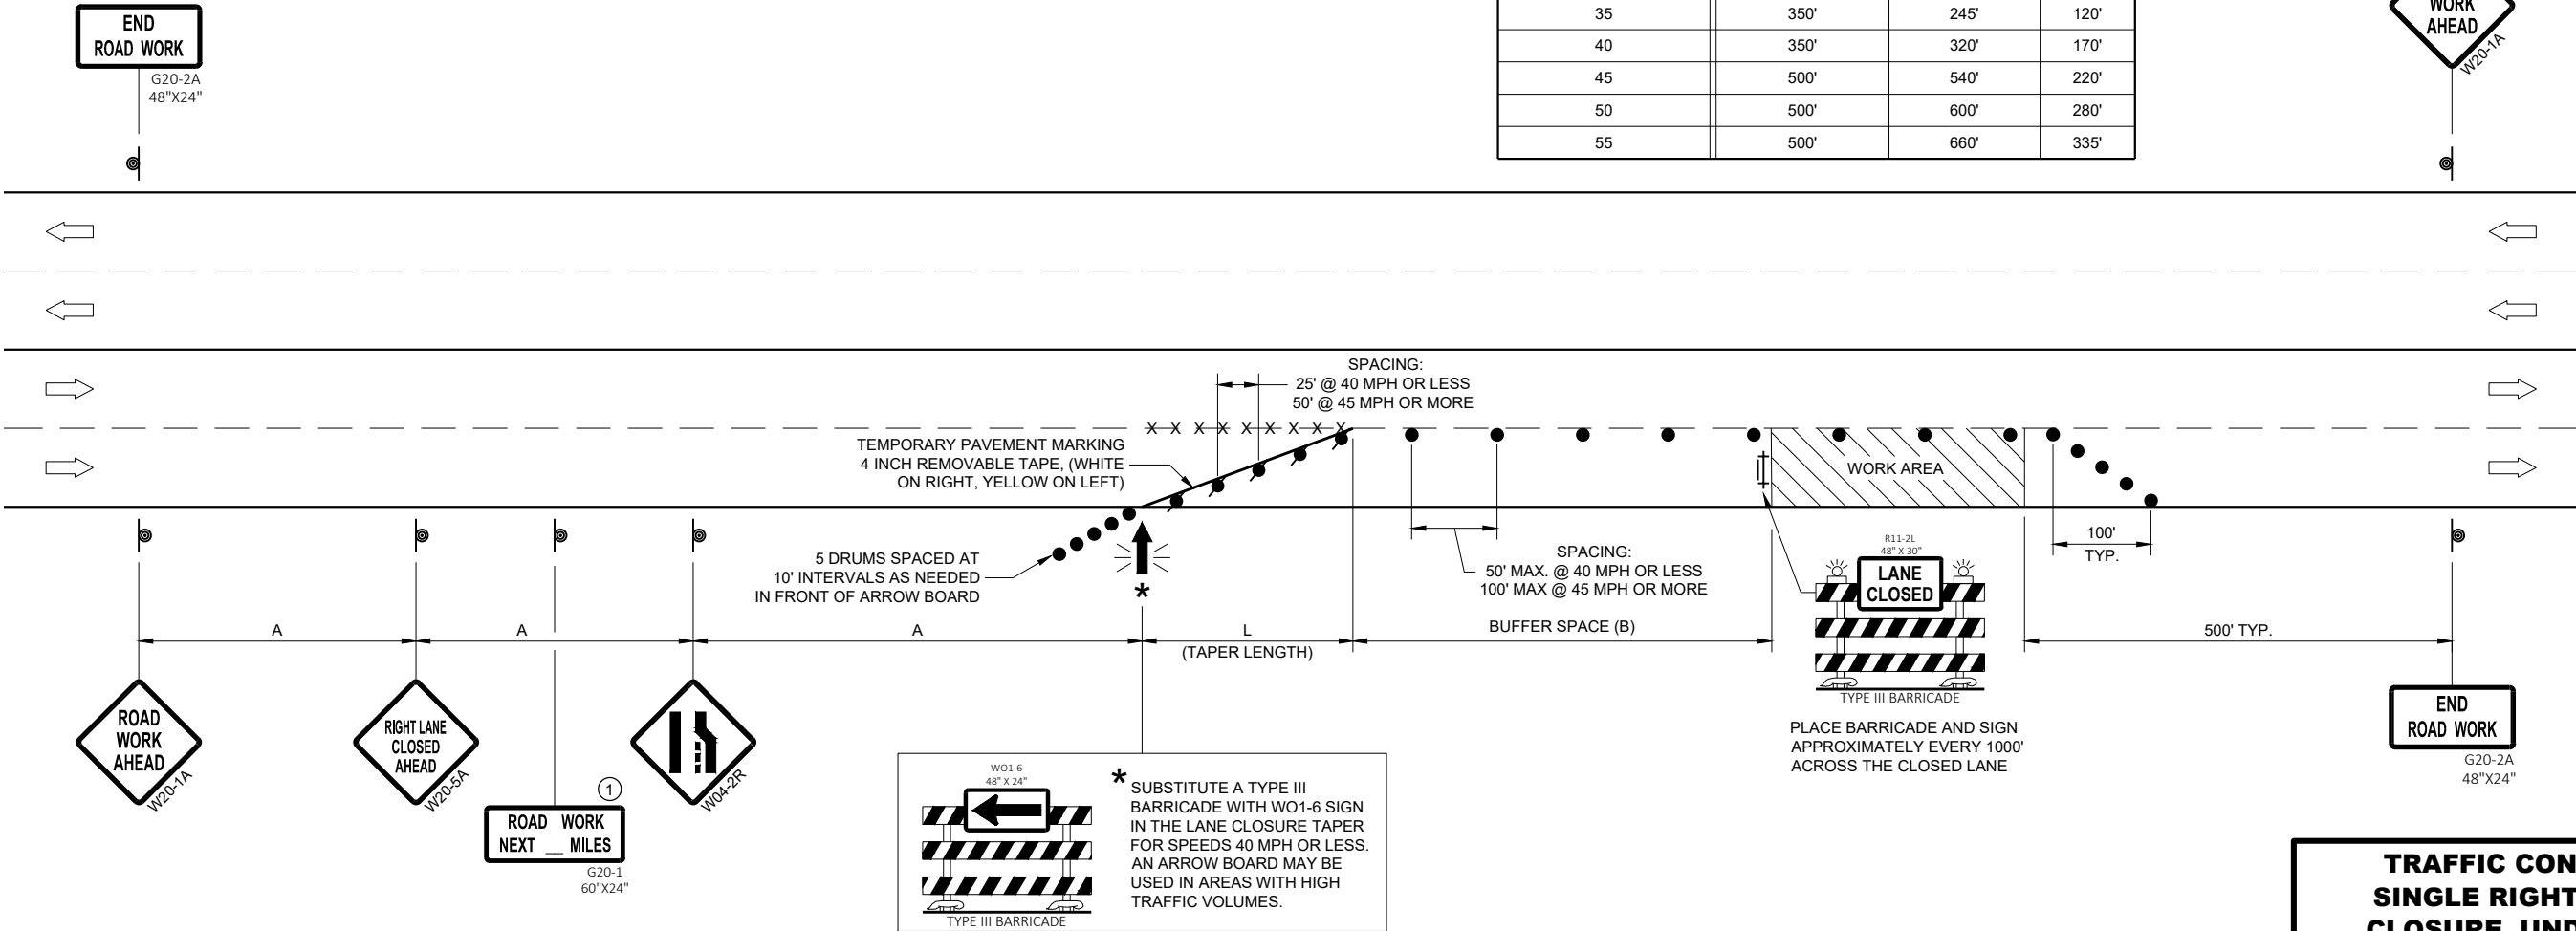 END
ROAD WORK
G20-2A
48"X24"
35 350' 245' 120'
40 350' 320' 170'
45 500' 540' 220'
50 500' 600' 280'
55 500' 660' 335'
WORK
AHEAD
W20-1A
SPACING:
25' @ 40 MPH OR LESS
50' @ 45 MPH OR MORE
X X X X X X X X X
TEMPORARY PAVEMENT MARKING
4 INCH REMOVABLE TAPE, (WHITE
ON RIGHT, YELLOW ON LEFT)
WORK AREA
5 DRUMS SPACED AT
10' INTERVALS AS NEEDED
IN FRONT OF ARROW BOARD
*
SPACING:
50' MAX. @ 40 MPH OR LESS
100' MAX @ 45 MPH OR MORE
R11-2L
48" X 30"
LANE
CLOSED
TYPE III BARRICADE
100'
TYP.
A
A
A
L
(TAPER LENGTH)
BUFFER SPACE (B)
500' TYP.
PLACE BARRICADE AND SIGN
APPROXIMATELY EVERY 1000'
ACROSS THE CLOSED LANE
ROAD
WORK
AHEAD
W20-1A
RIGHT LANE
CLOSED
AHEAD
W20-5A
1
ROAD WORK
NEXT __ MILES
G20-1
60"X24"
W04-2R
WO1-6
48" X 24"
TYPE III BARRICADE
* SUBSTITUTE A TYPE III
BARRICADE WITH WO1-6 SIGN
IN THE LANE CLOSURE TAPER
FOR SPEEDS 40 MPH OR LESS.
AN ARROW BOARD MAY BE
USED IN AREAS WITH HIGH
TRAFFIC VOLUMES.
END
ROAD WORK
G20-2A
48"X24"
TRAFFIC CON
SINGLE RIGHT
CLOSURE, UND